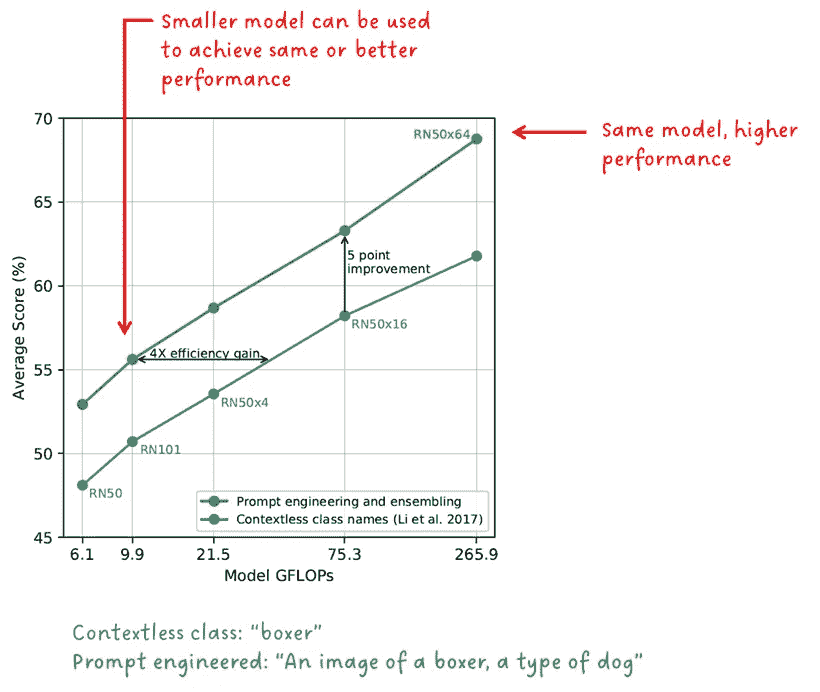 Smaller model can be used
to achieve same or better
performance
70
RN50x64
Same model, higher
performance
65
5 point
improvement
60
RN50x16
4X efficiency gain
55
RN50x4
RN101
50
RN50
Prompt engineering and ensembling
Contextless class names (Li et al. 2017)
45
6.1 9.9 21.5 75.3 265.9
Model GFLOPs
Average Score (%)
Contextless class: "boxer"
Prompt engineered: "An image of a boxer, a type of dog"